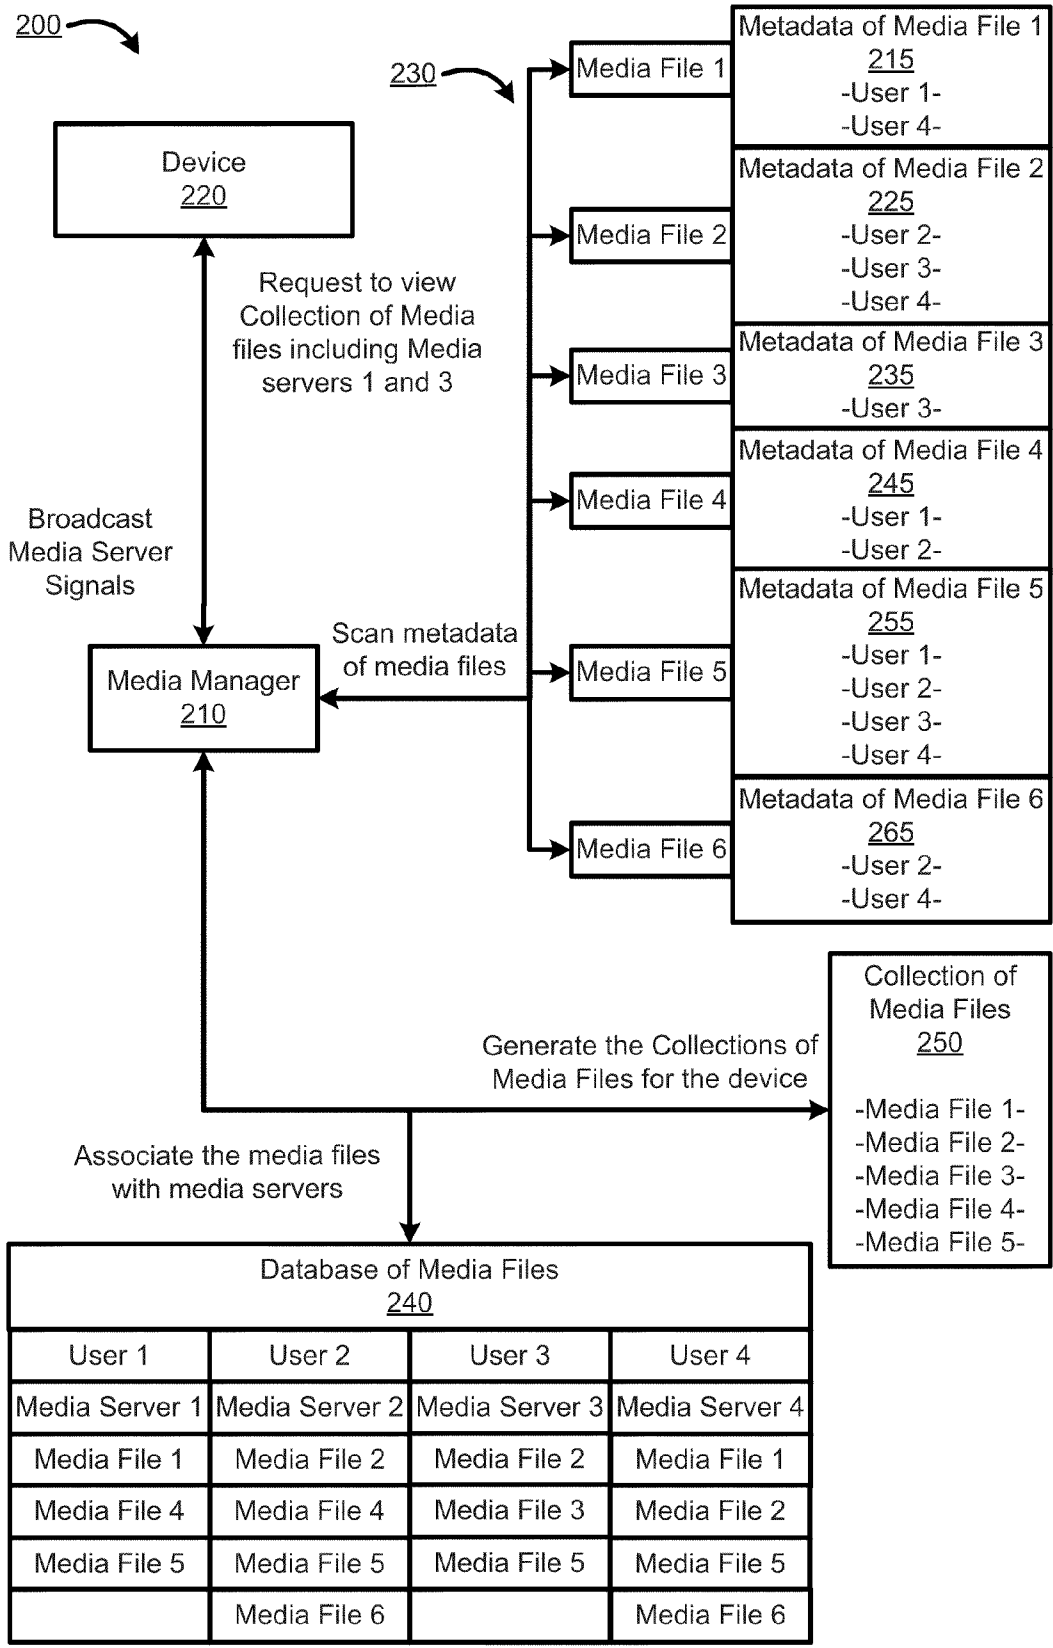 200
230
Device
220
Request to view
Collection of Media
files including Media
servers 1 and 3
Broadcast
Media Server
Signals
Media Manager
210
Scan metadata
of media files
Media File 1
Metadata of Media File 1
215
-User 1-
-User 4-
Media File 2
Metadata of Media File 2
225
-User 2-
-User 3-
-User 4-
Media File 3
Metadata of Media File 3
235
-User 3-
Media File 4
Metadata of Media File 4
245
-User 1-
-User 2-
Media File 5
Metadata of Media File 5
255
-User 1-
-User 2-
-User 3-
-User 4-
Media File 6
Metadata of Media File 6
265
-User 2-
-User 4-
Generate the Collections of
Media Files for the device
Collection of
Media Files
250
-Media File 1-
-Media File 2-
-Media File 3-
-Media File 4-
-Media File 5-
Associate the media files
with media servers
Database of Media Files
240
User 1 User 2 User 3 User 4
Media Server 1 Media Server 2 Media Server 3 Media Server 4
Media File 1 Media File 2 Media File 2 Media File 1
Media File 4 Media File 4 Media File 3 Media File 2
Media File 5 Media File 5 Media File 5 Media File 5
Media File 6 Media File 6